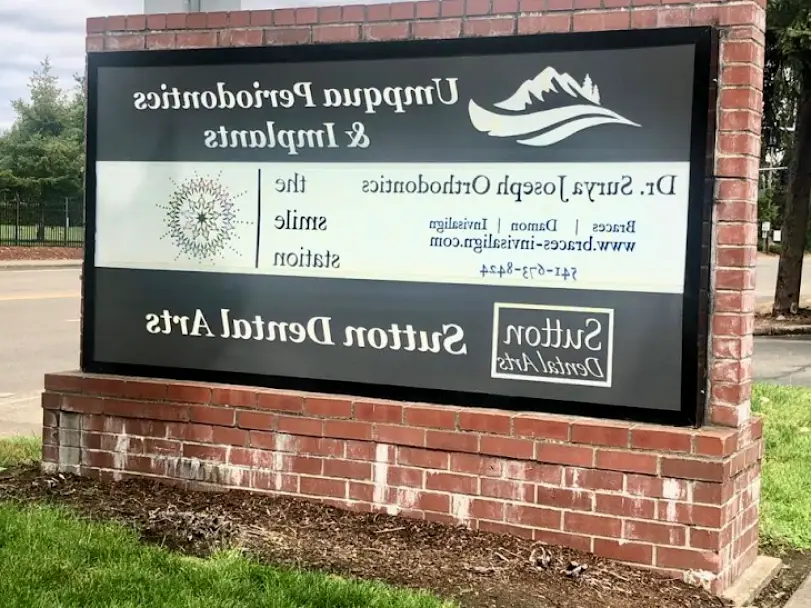 Umpqua Periodontics
& Implants
Dr. Surya Joseph Orthodontics
Braces | Damon | Invisalign
www.braces-invisalign.com
541-673-8424
the
smile
station
Sutton
Dental Arts
Sutton Dental Arts